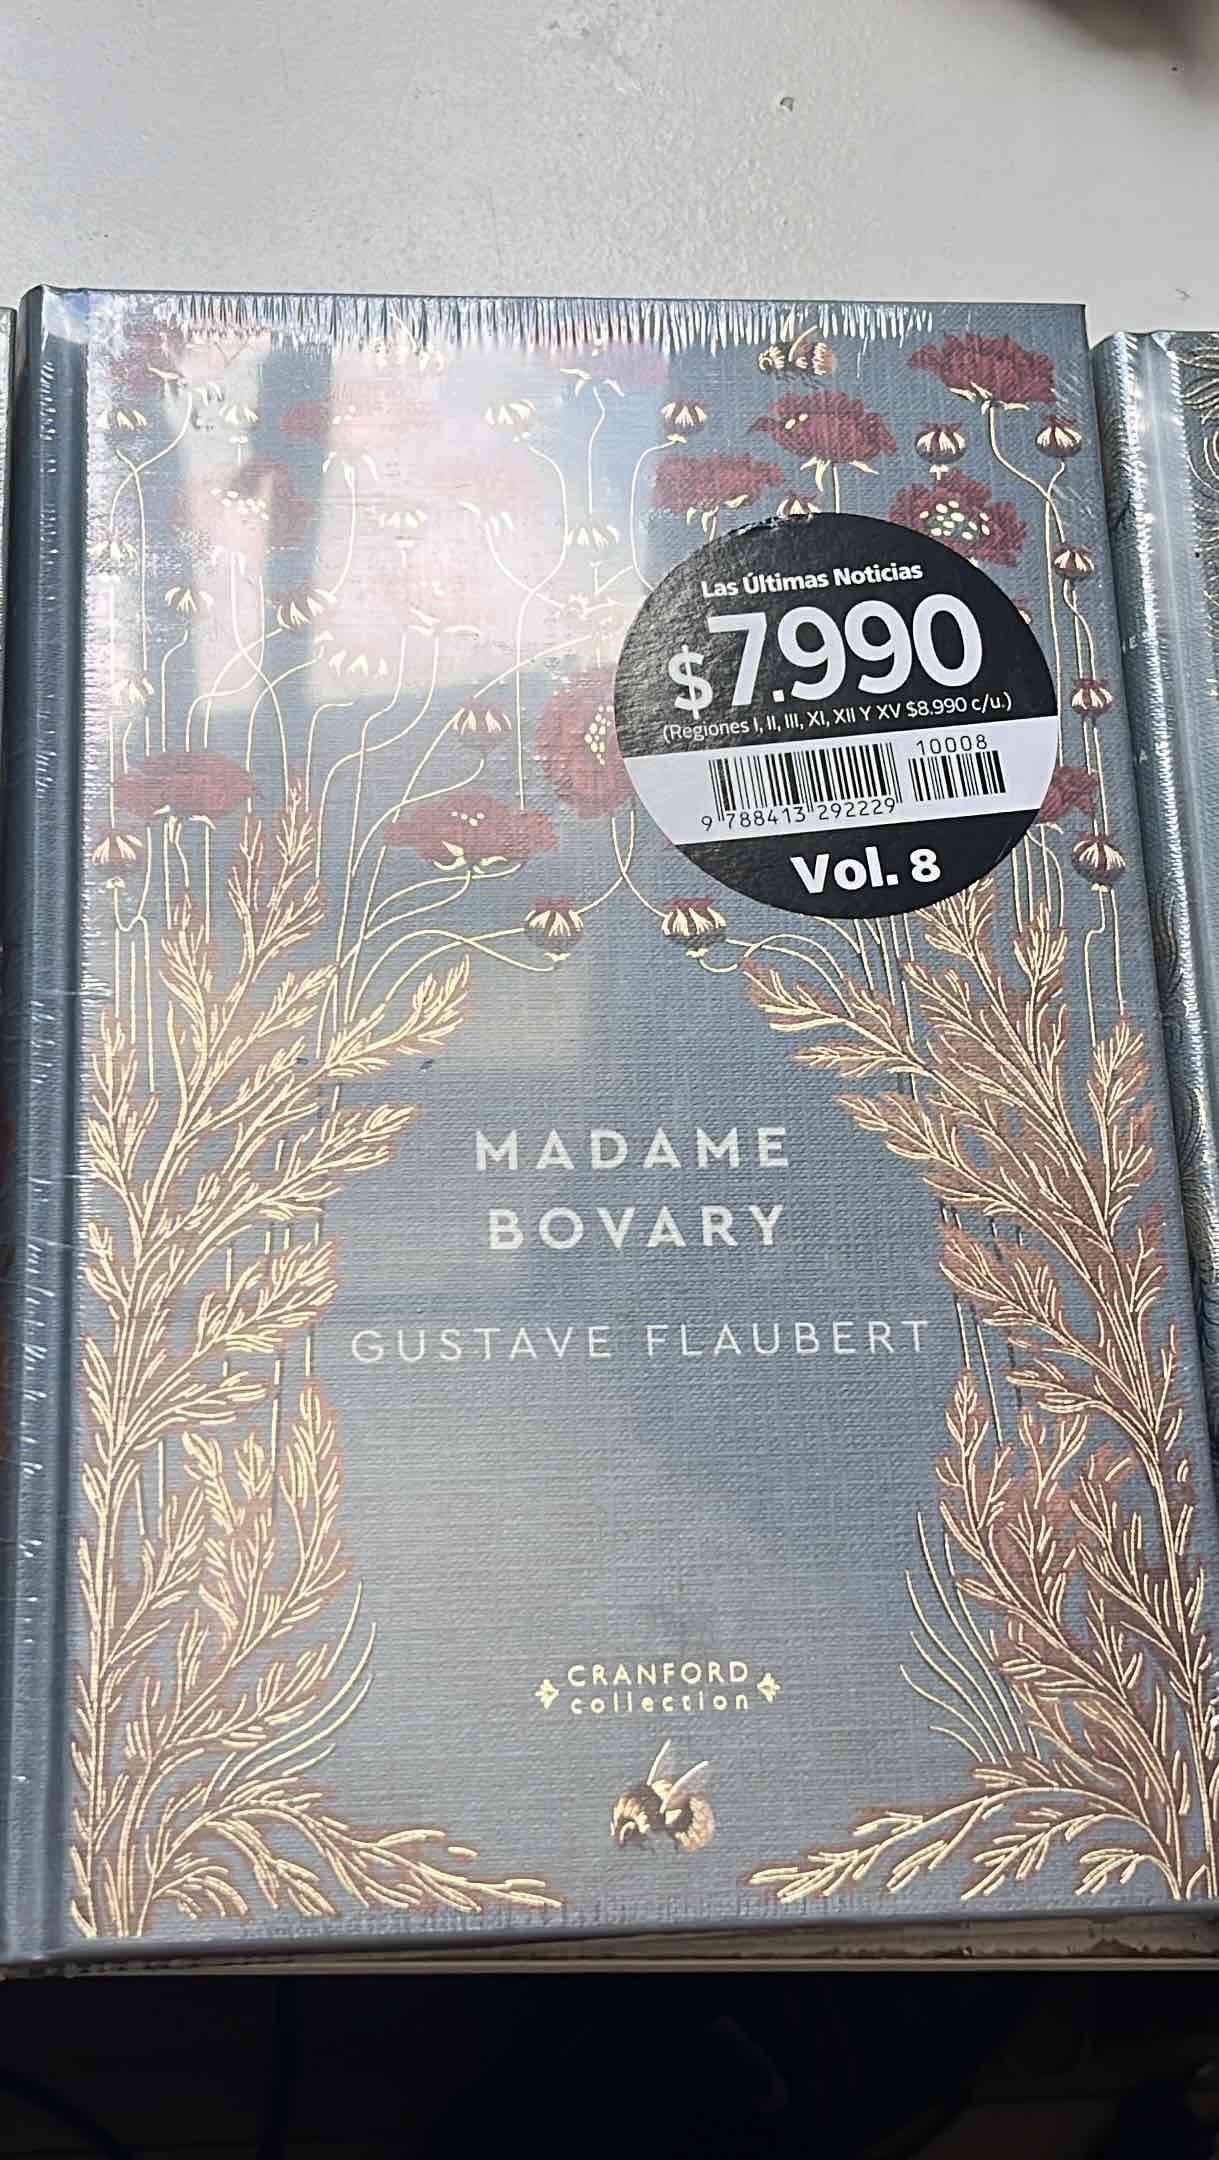 Las Últimas Noticias
$7.990
(Regiones I, II, III, XI, XII Y XV $8.990 c/u.)
10008
9 788413 292229
Vol. 8
MADAME
BOVARY
GUSTAVE FLAUBERT
CRANFORD
collection